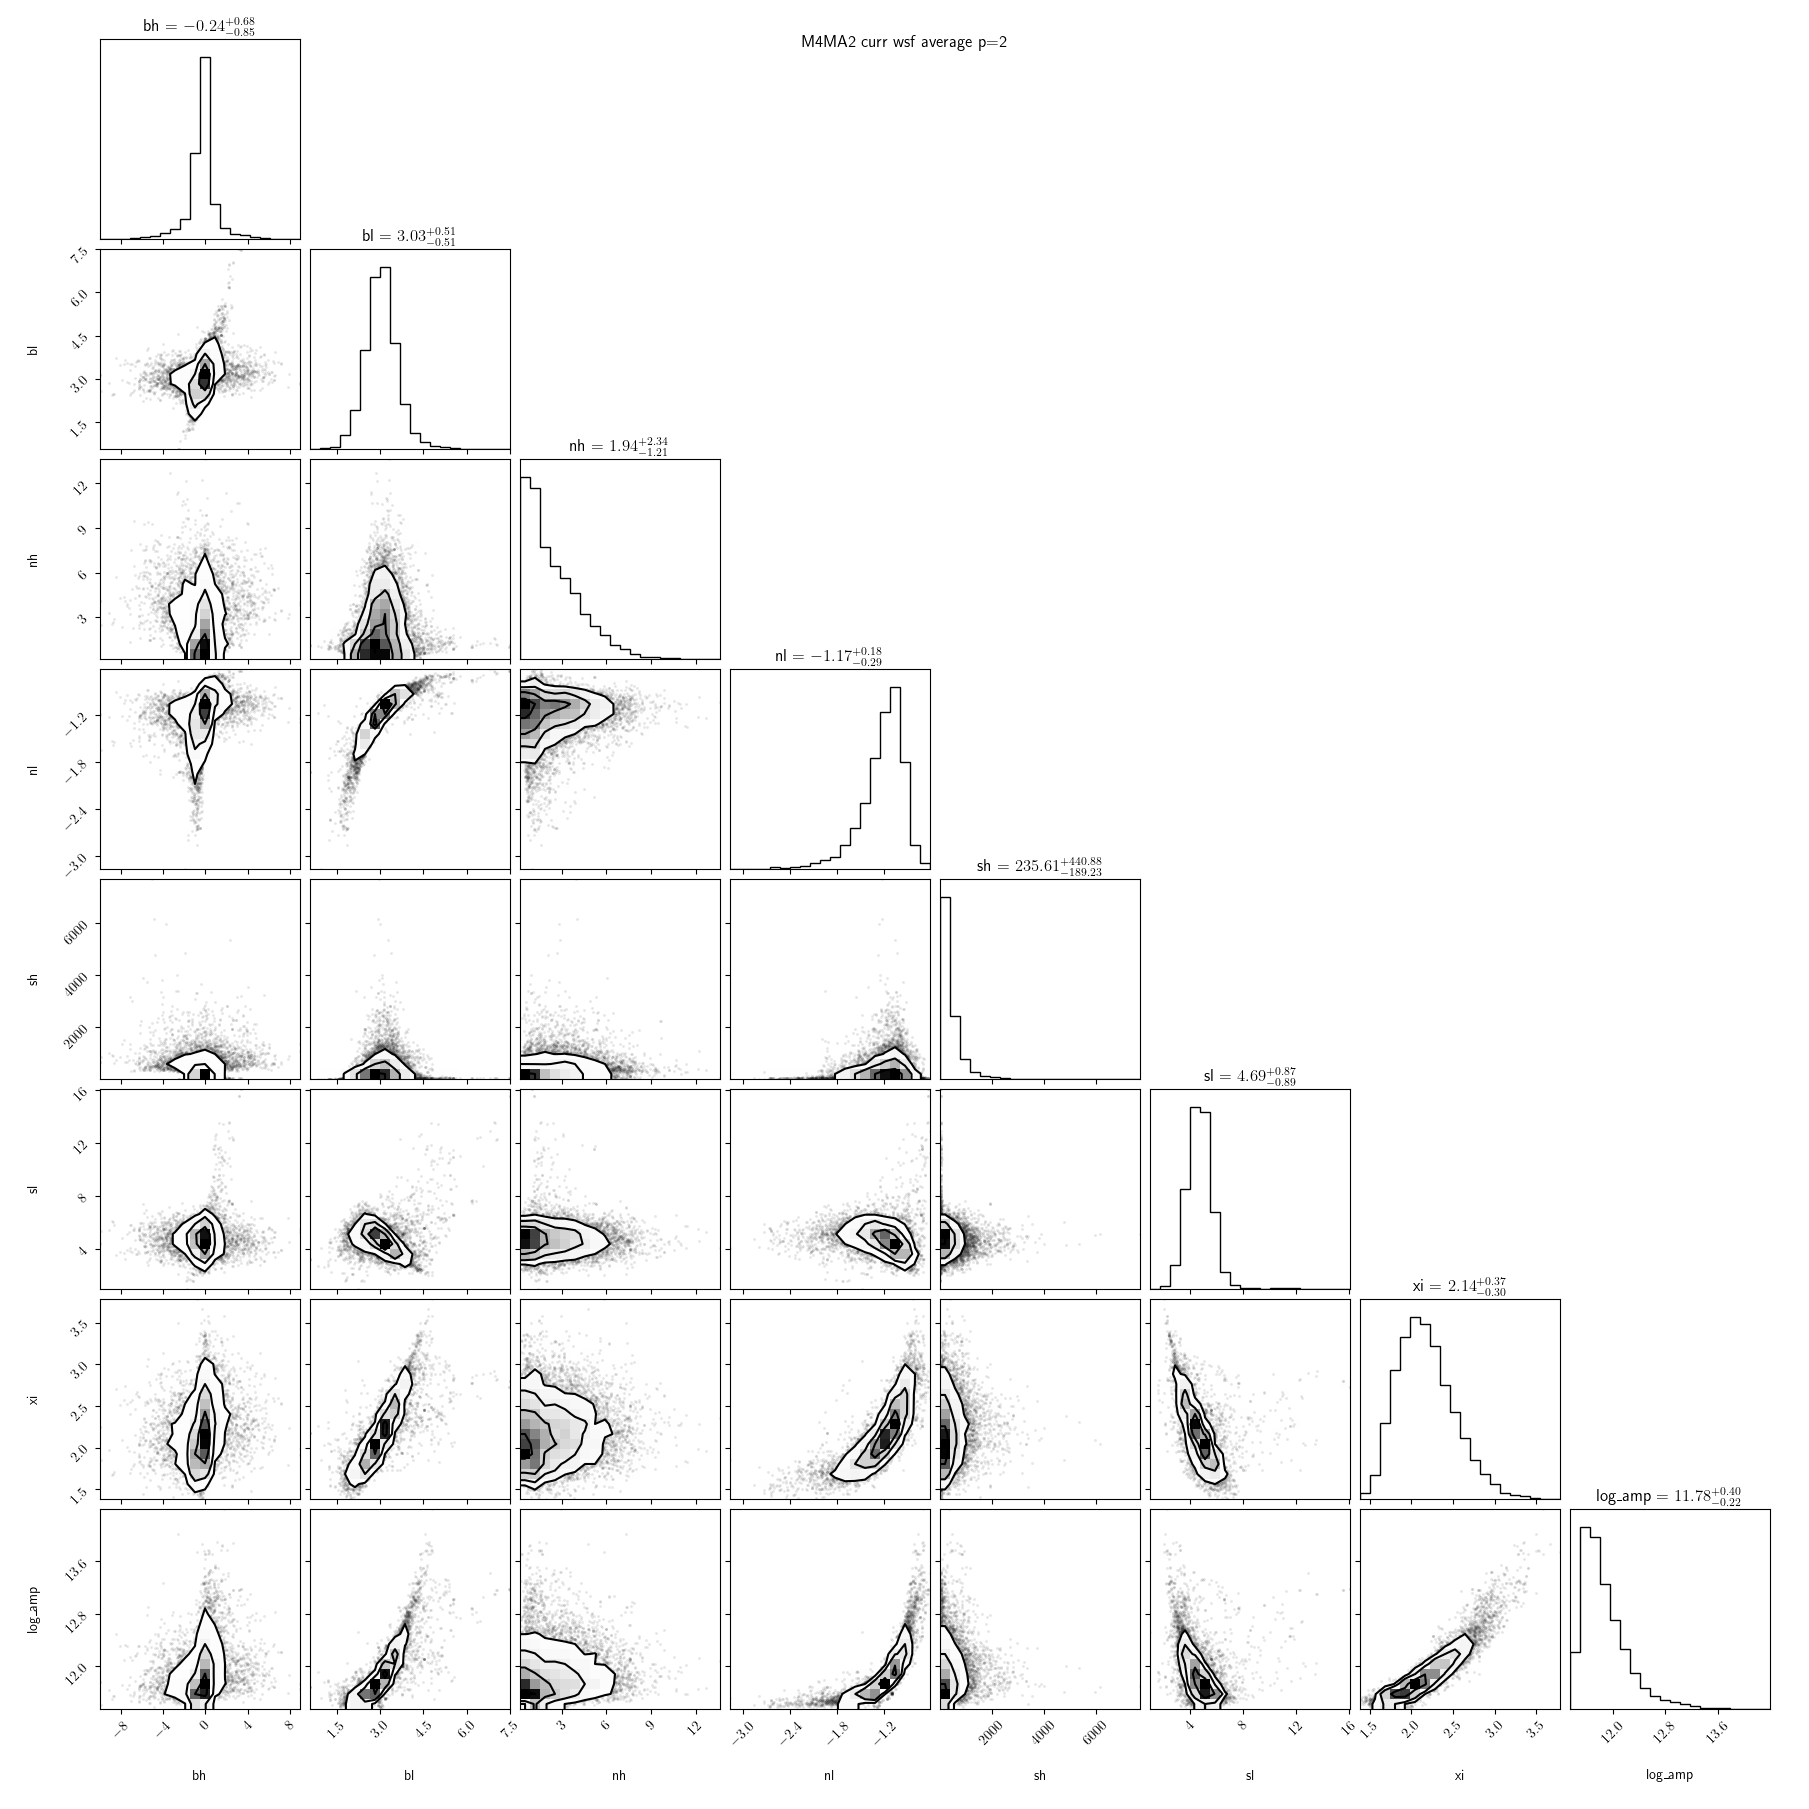 bh = −0.24 +0.68 −0.85
M4MA2 curr wsf average p=2
bl = 3.03 +0.51 −0.51
7.5
6.0
4.5
3.0
1.5
bl
nh = 1.94 +2.34 −1.21
12
9
6
3
nh
nl = −1.17 +0.18 −0.29
−1.2
−1.8
−2.4
−3.0
nl
sh = 235.61 +440.88 −189.23
6000
4000
2000
sh
sl = 4.69 +0.87 −0.89
16
12
8
4
sl
xi = 2.14 +0.37 −0.30
3.5
3.0
2.5
2.0
1.5
xi
log_amp = 11.78 +0.40 −0.22
13.6
12.8
12.0
log_amp
−8 −4 0 4 8 1.5 3.0 4.5 6.0 7.5 3 6 9 12 −3.0 −2.4 −1.8 −1.2 2000 4000 6000 4 8 12 16 1.5 2.0 2.5 3.0 3.5 12.0 12.8 13.6
bh bl nh nl sh sl xi log_amp